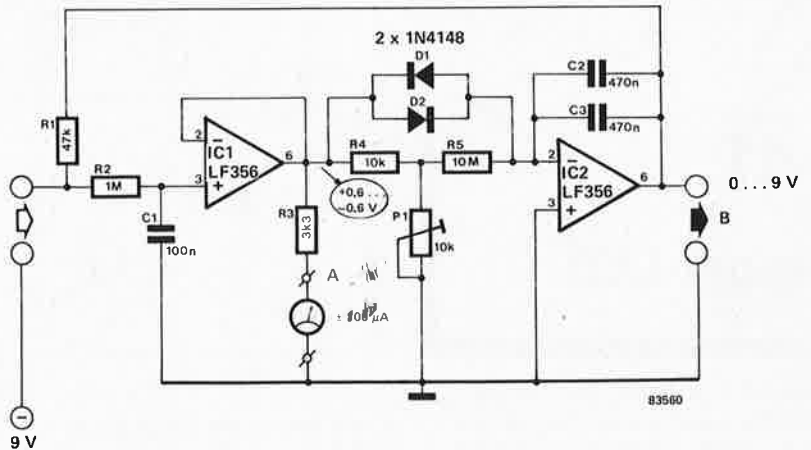 2 x 1N4148
D1
D2
C2
470n
C3
470n
R1
47k
R2
1M
C1
100n
2
3
6
IC1
LF356
R3
3k3
+0,6 ...
−0,6 V
R4
10k
R5
10M
P1
10k
2
3
6
IC2
LF356
0 ... 9 V
B
A
µA
83560
9 V